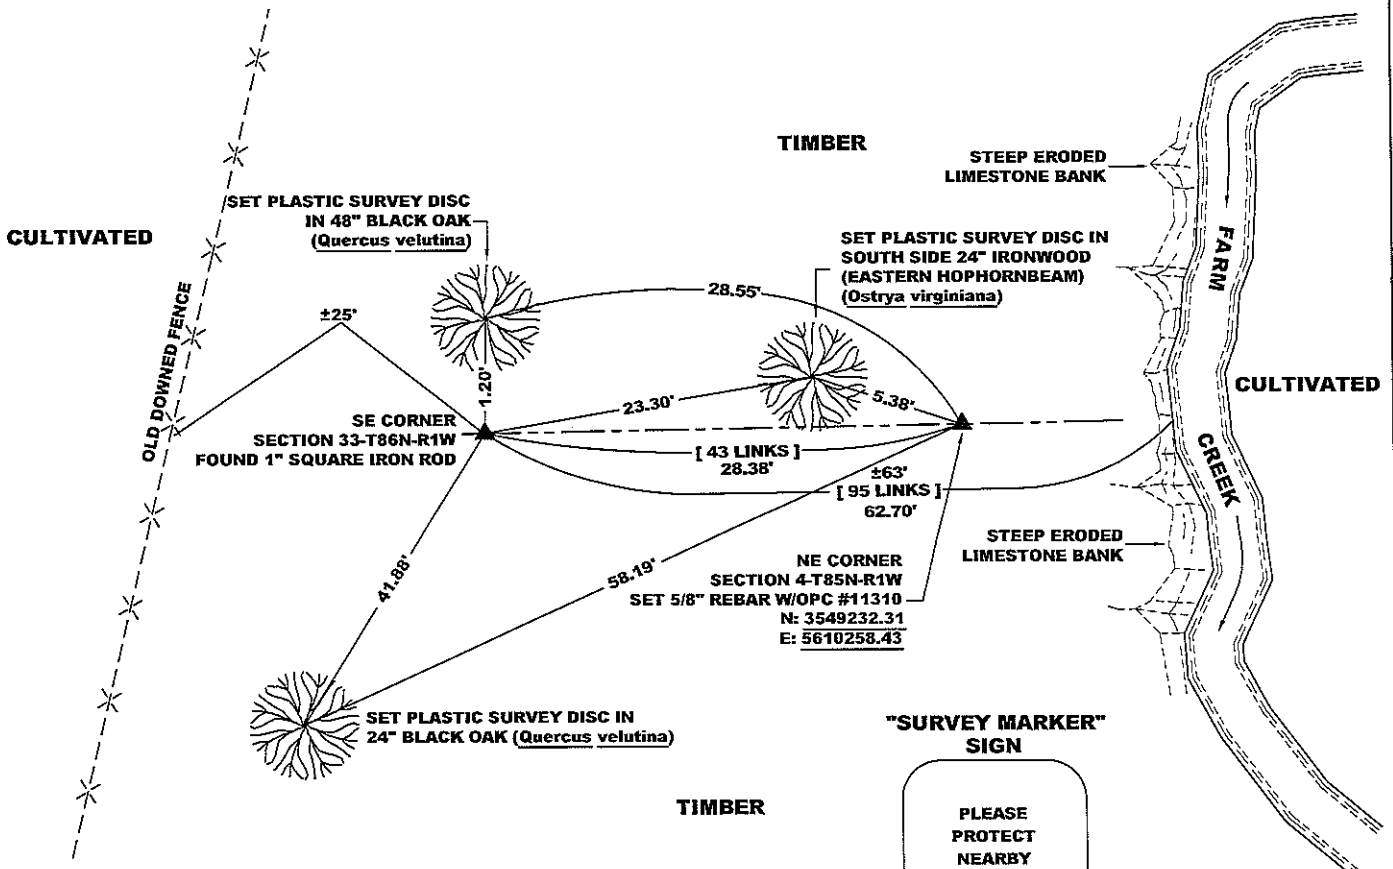 TIMBER
STEEP ERODED
LIMESTONE BANK
SET PLASTIC SURVEY DISC
IN 48" BLACK OAK
(Quercus velutina)
CULTIVATED
SET PLASTIC SURVEY DISC IN
SOUTH SIDE 24" IRONWOOD
(EASTERN HOPHORNBEAM)
(Ostrya virginiana)
FARM
CREEK
28.55'
±25'
OLD DOWNED FENCE
1.20'
23.30'
5.38'
CULTIVATED
SE CORNER
SECTION 33-T86N-R1W
FOUND 1" SQUARE IRON ROD
[ 43 LINKS ]
28.38'
±63'
[ 95 LINKS ]
62.70'
STEEP ERODED
LIMESTONE BANK
41.88'
58.19'
NE CORNER
SECTION 4-T85N-R1W
SET 5/8" REBAR W/OPC #11310
N: 3549232.31
E: 5610258.43
SET PLASTIC SURVEY DISC IN
24" BLACK OAK (Quercus velutina)
"SURVEY MARKER"
SIGN
TIMBER
PLEASE
PROTECT
NEARBY